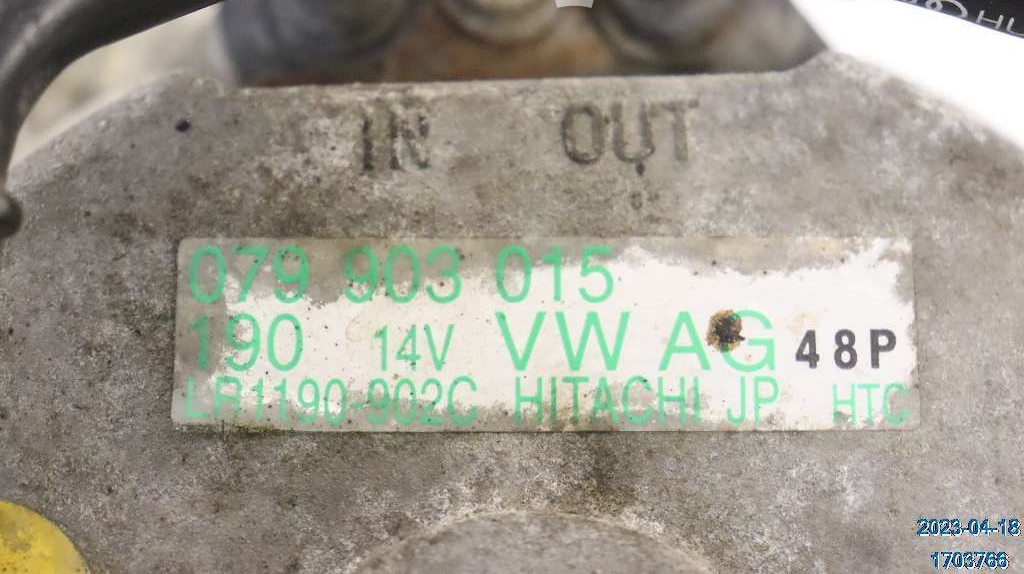 IN OUT
079 903 015
190 14V VW AG 48P
LR1190-902C HITACHI JP HTC
2023-04-18
1703766